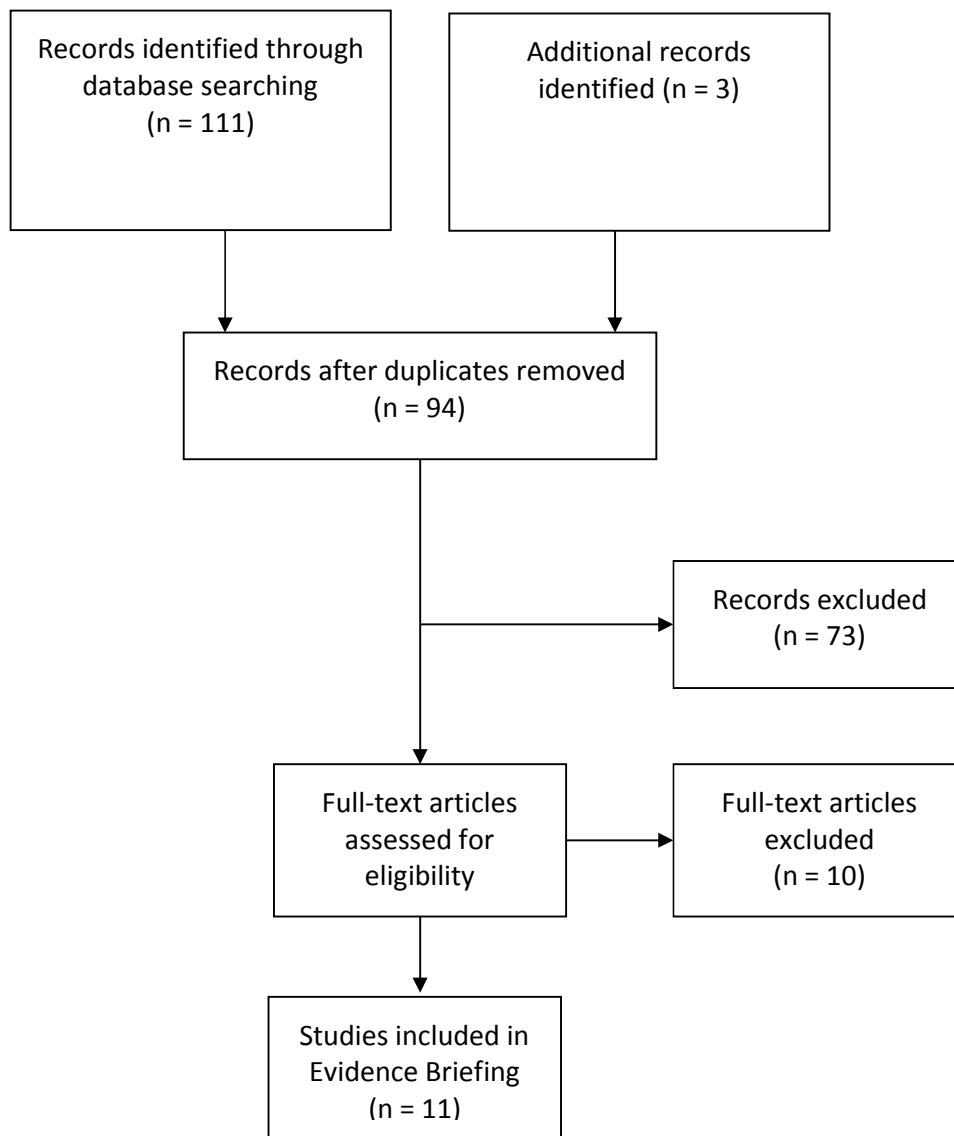 Records identified through
database searching
(n = 111)
Additional records
identified (n = 3)
Records after duplicates removed
(n = 94)
Records excluded
(n = 73)
Full-text articles
assessed for
eligibility
Full-text articles
excluded
(n = 10)
Studies included in
Evidence Briefing
(n = 11)